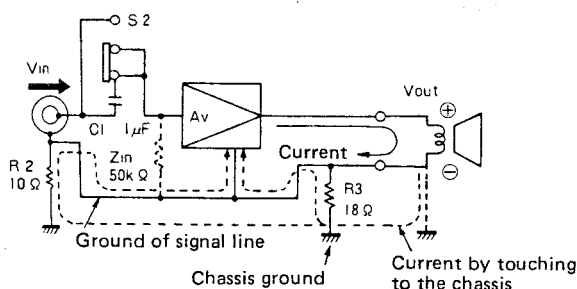 S 2
Vin
C1
1μF
Av
Vout
⊕
Current
⊖
R 2
10 Ω
Zin
50k Ω
R3
18 Ω
Ground of signal line
Chassis ground
Current by touching
to the chassis